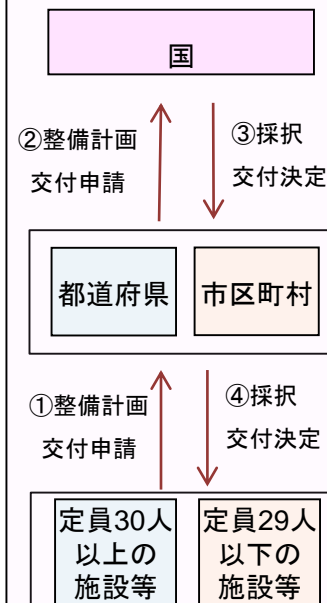 国
②整備計画
交付申請
③採択
交付決定
都道府県
市区町村
①整備計画
交付申請
④採択
交付決定
定員30人
以上の
施設等
定員29人
以下の
施設等